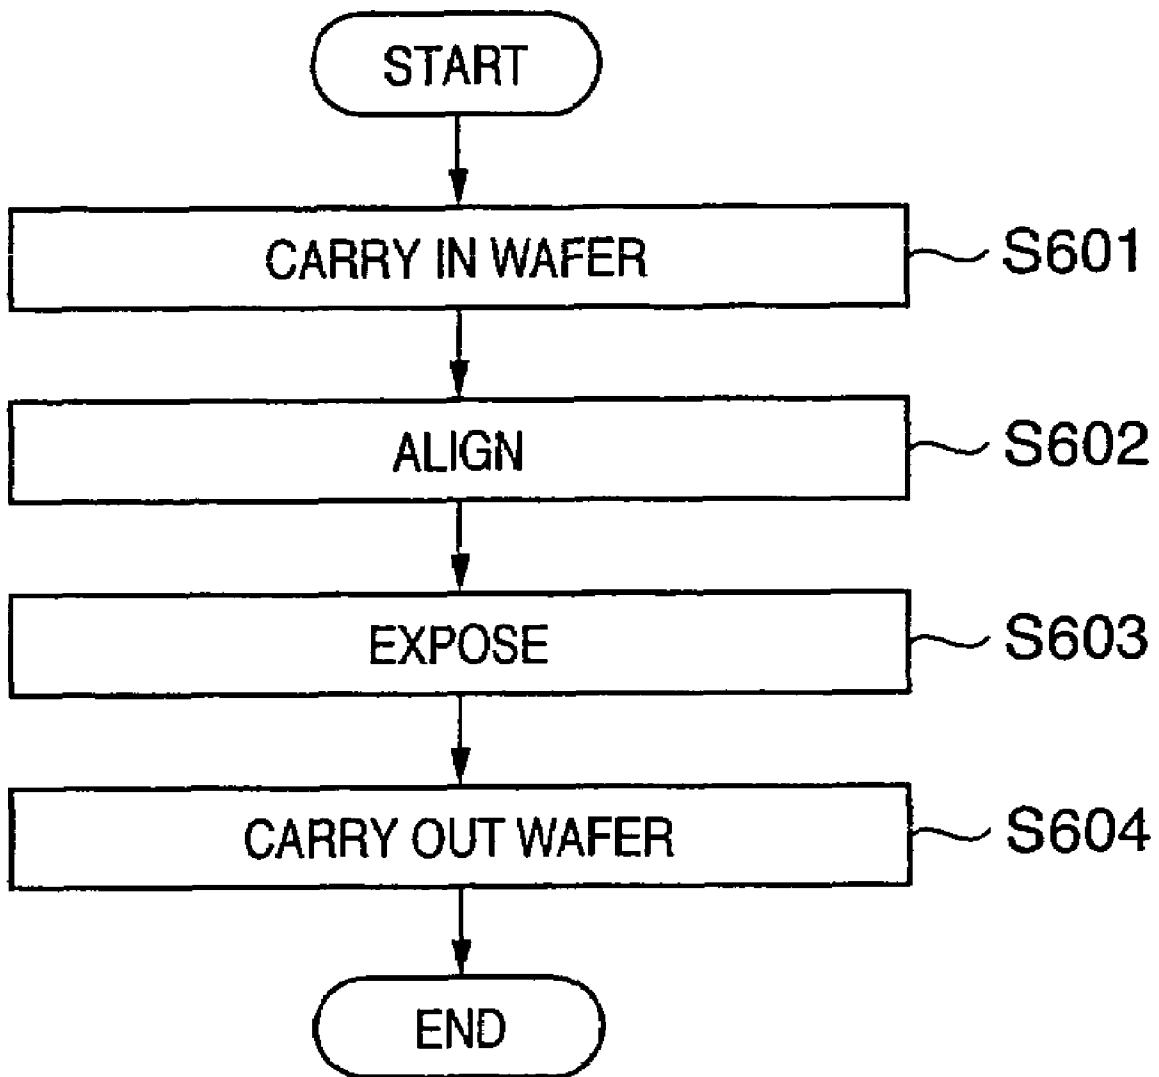 START
CARRY IN WAFER S601
ALIGN S602
EXPOSE S603
CARRY OUT WAFER S604
END